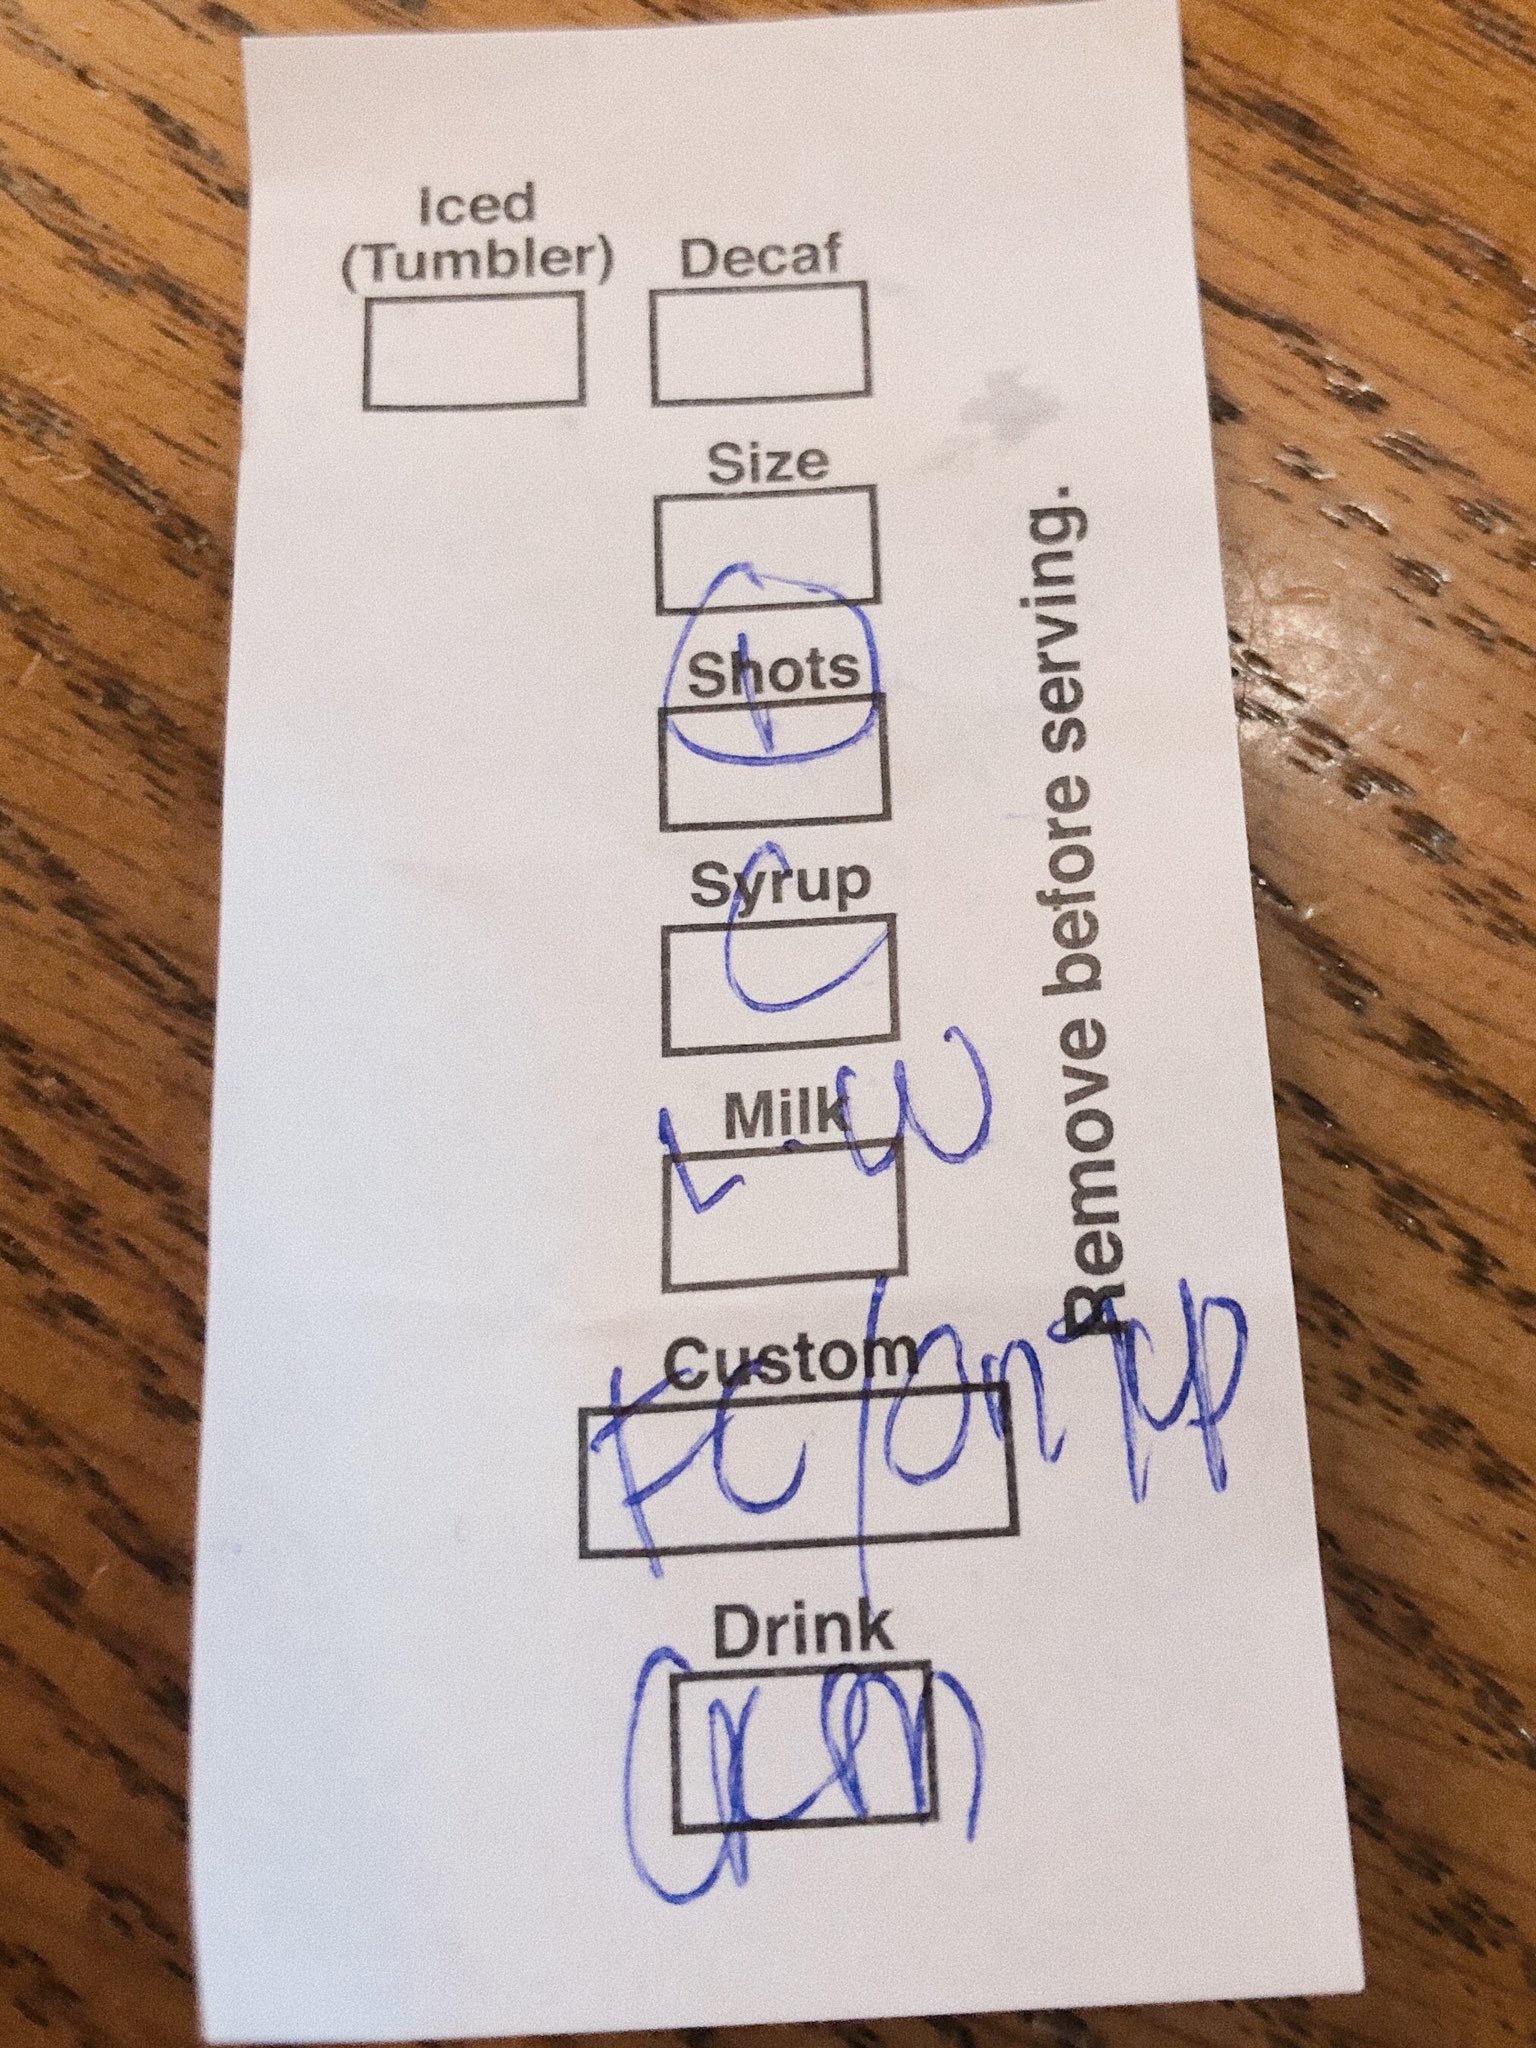 Iced
(Tumbler)
Decaf
Size
Shots
Syrup
C
Milk
Custom
Drink
Remove before serving.